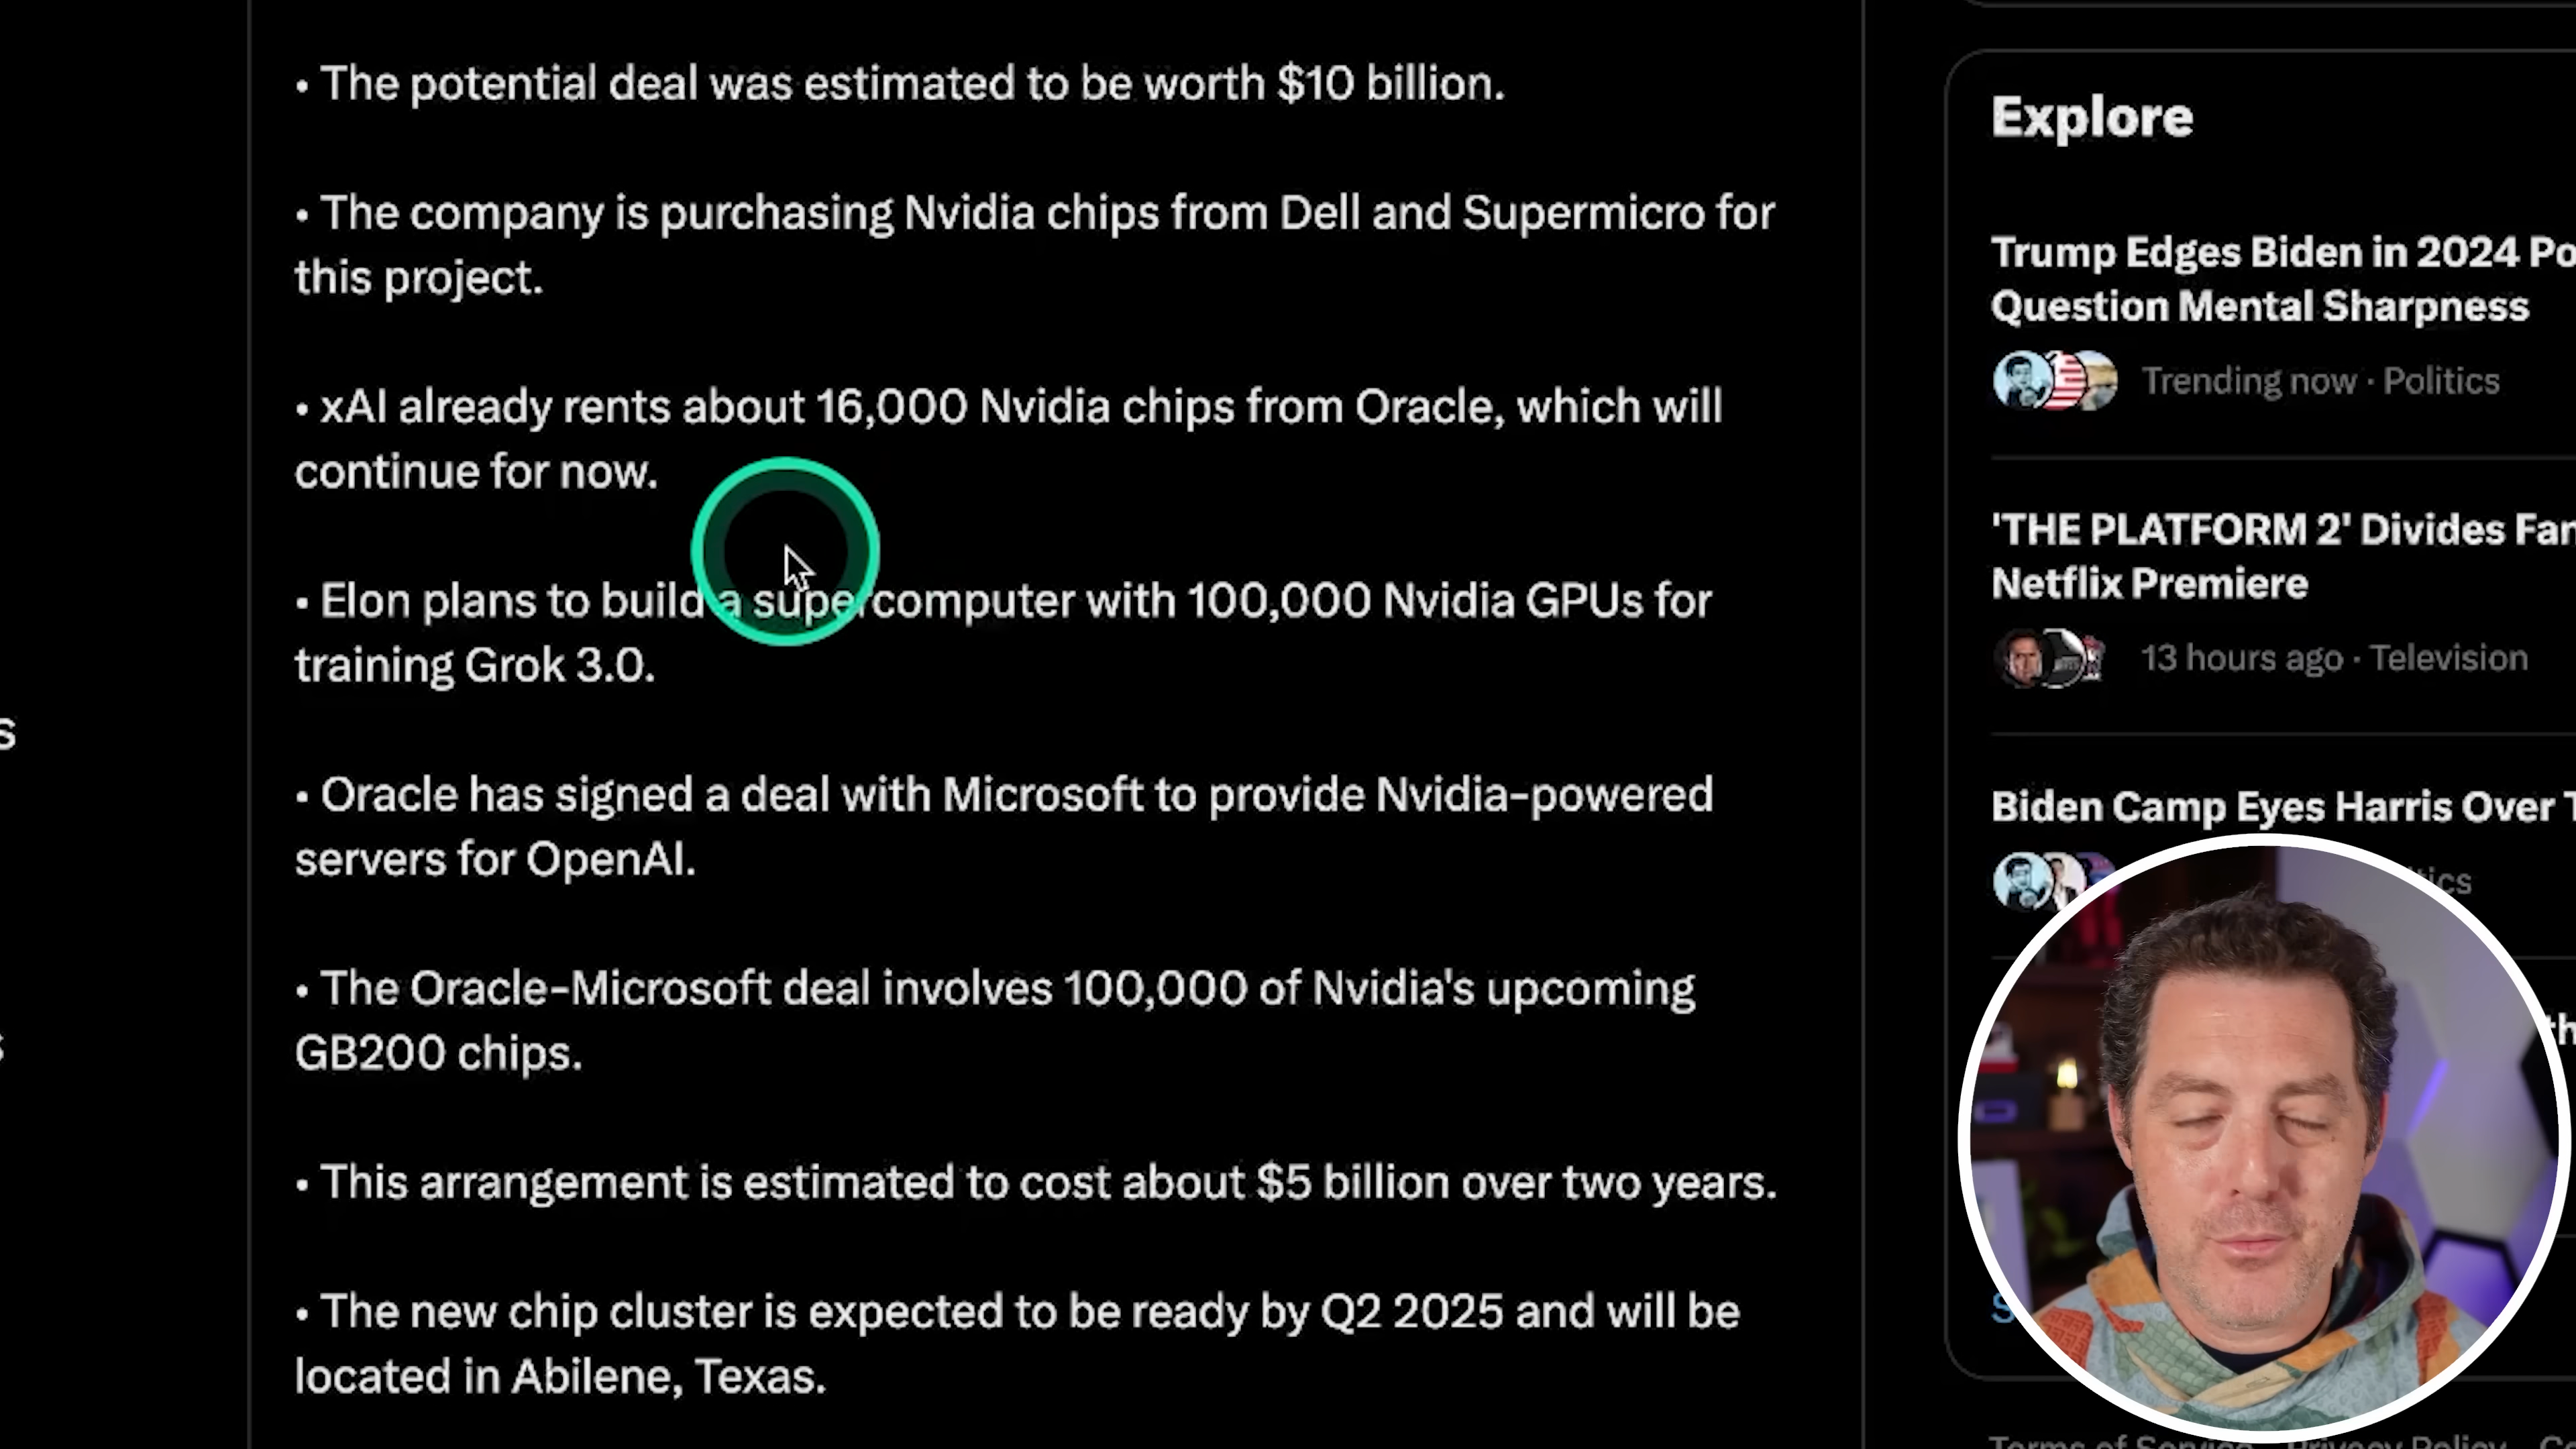 • The potential deal was estimated to be worth $10 billion.
• The company is purchasing Nvidia chips from Dell and Supermicro for
this project.
• xAI already rents about 16,000 Nvidia chips from Oracle, which will
continue for now.
• Elon plans to build a supercomputer with 100,000 Nvidia GPUs for
training Grok 3.0.
• Oracle has signed a deal with Microsoft to provide Nvidia-powered
servers for OpenAI.
• The Oracle-Microsoft deal involves 100,000 of Nvidia's upcoming
GB200 chips.
• This arrangement is estimated to cost about $5 billion over two years.
• The new chip cluster is expected to be ready by Q2 2025 and will be
located in Abilene, Texas.
Explore
Trump Edges Biden in 2024
Question Mental Sharpness
Trending now · Politics
'THE PLATFORM 2' Divides
Netflix Premiere
13 hours ago · Television
Biden Camp Eyes Harris Over
Terms of Service Privacy Policy